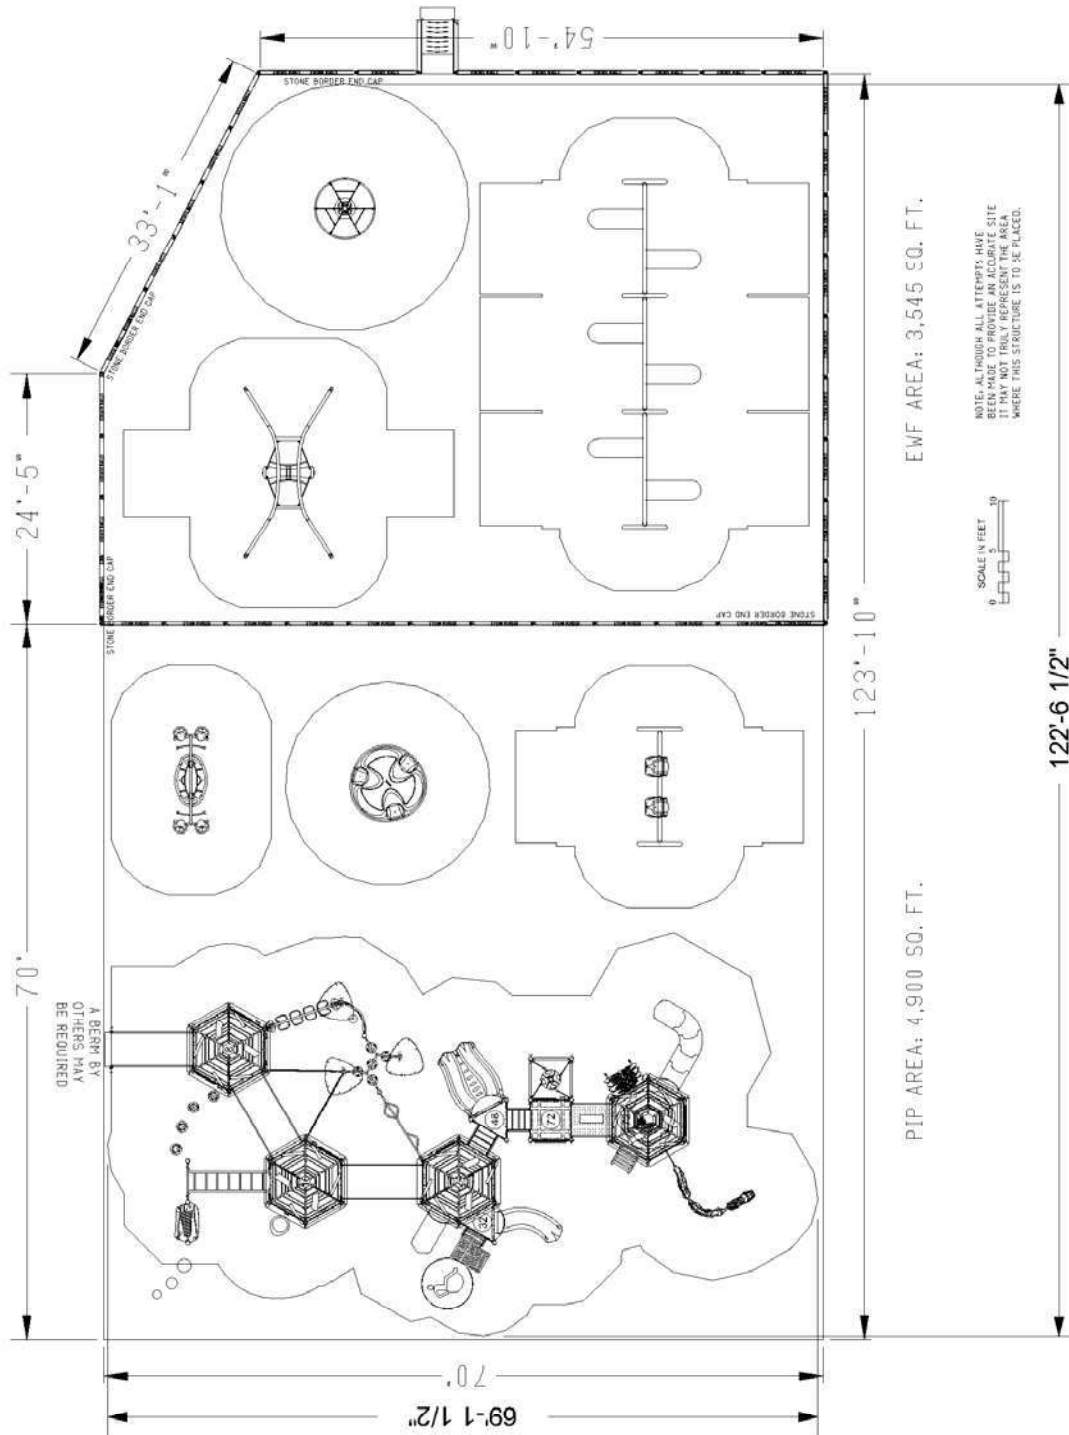 54'-10"
STONE BORDER END CAP
33'-1"
STONE BORDER END CAP
24'-5"
STONE BORDER END CAP
STONE BORDER END CAP
EWF AREA: 3,545 SQ. FT.
NOTE: ALTHOUGH ALL ATTEMPTS HAVE
BEEN MADE TO PROVIDE AN ACCURATE SITE
IT MAY NOT TRULY REPRESENT THE AREA
WHERE THIS STRUCTURE IS TO BE PLACED.
SCALE IN FEET
0 5 10
123'-10"
122'-6 1/2"
70'
A BERM BY
OTHERS MAY
BE REQUIRED
48
72
32
PIP AREA: 4,900 SQ. FT.
70'
69'-1 1/2"